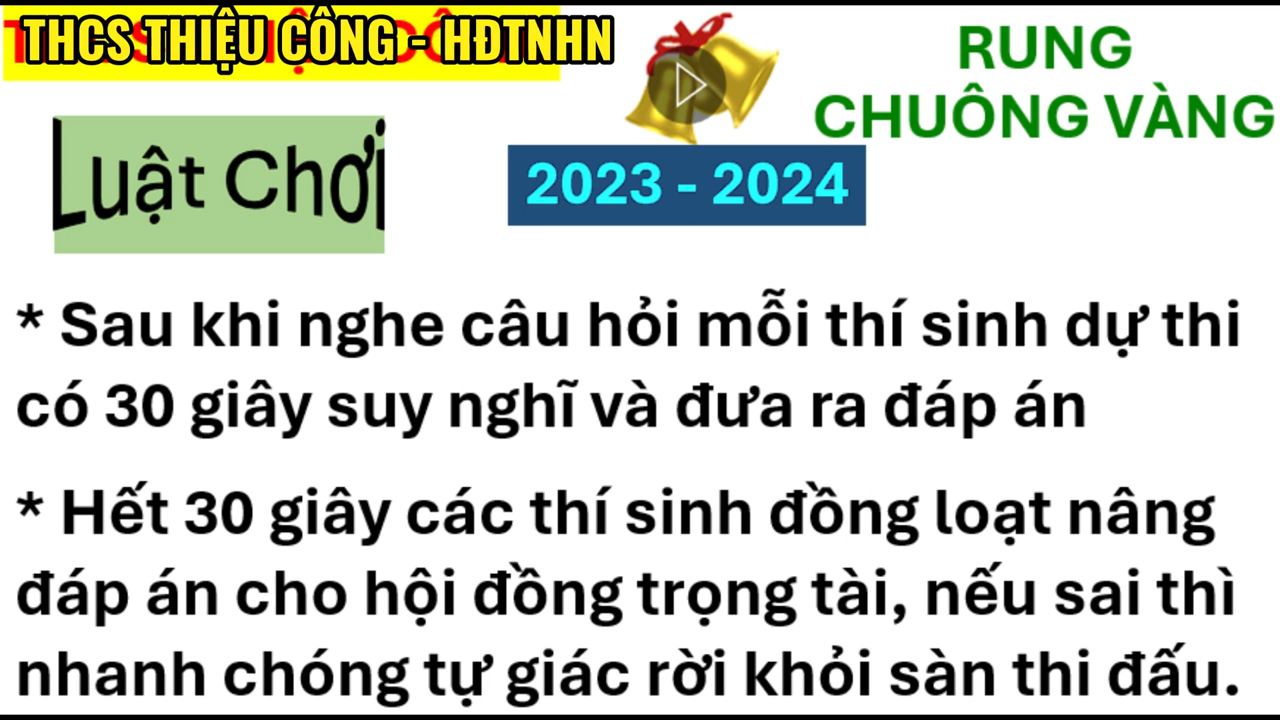 THCS THIỆU CÔNG - HĐTNHN
RUNG
CHUÔNG VÀNG
Luật Chơi
2023 - 2024
* Sau khi nghe câu hỏi mỗi thí sinh dự thi
có 30 giây suy nghĩ và đưa ra đáp án
* Hết 30 giây các thí sinh đồng loạt nâng
đáp án cho hội đồng trọng tài, nếu sai thì
nhanh chóng tự giác rời khỏi sàn thi đấu.